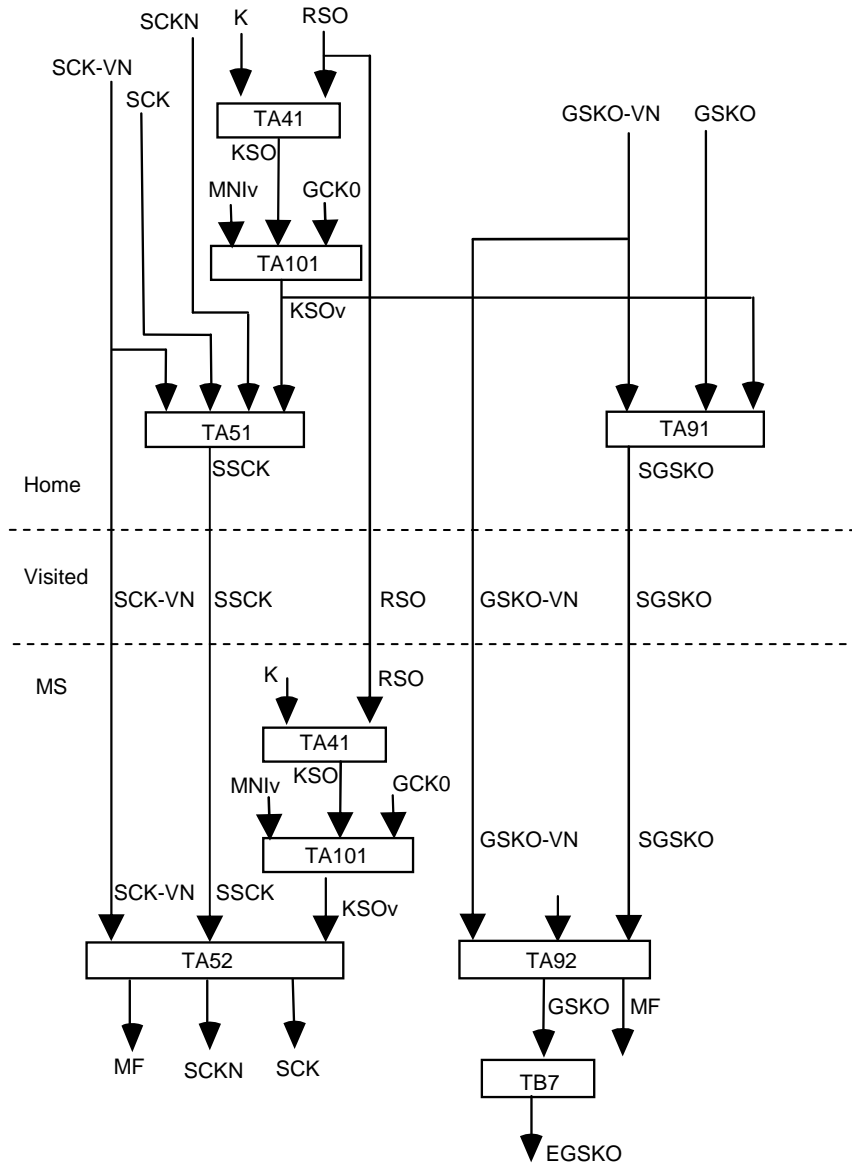 SCKN
K
RSO
SCK-VN
SCK
TA41
GSKO-VN
GSKO
KSO
MNIv
GCK0
TA101
KSOv
TA51
TA91
SSCK
SGSKO
Home
Visited
SCK-VN
SSCK
RSO
GSKO-VN
SGSKO
MS
K
RSO
TA41
KSO
MNIv
GCK0
TA101
GSKO-VN
SGSKO
SCK-VN
SSCK
KSOv
TA52
TA92
GSKO
MF
MF
SCKN
SCK
TB7
EGSKO